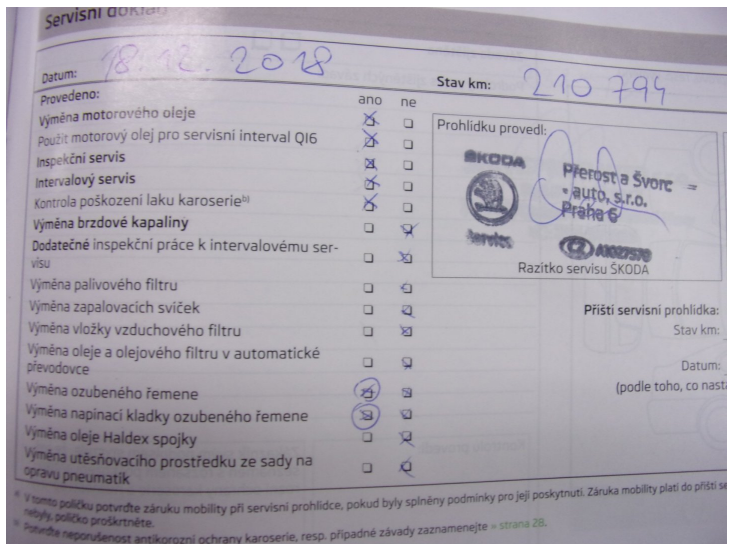 Servisní doklad
Datum: 18.12.2018
Stav km: 210 794
Provedeno:
ano ne
Výměna motorového oleje
Použit motorový olej pro servisní interval QI6
Inspekční servis
Intervalový servis
Kontrola poškození laku karoserieb)
Výměna brzdové kapaliny
Dodatečné inspekční práce k intervalovému ser-
visu
Výměna palivového filtru
Výměna zapalovacích svíček
Výměna vložky vzduchového filtru
Výměna oleje a olejového filtru v automatické
převodovce
Výměna ozubeného řemene
Výměna napínací kladky ozubeného řemene
Výměna oleje Haldex spojky
Výměna utěsňovacího prostředku ze sady na
opravu pneumatik
Prohlídku provedl:
ŠKODA
Přerost a Švorc
- auto, s.r.o.
Praha 6
Service
CZ
Razítko servisu ŠKODA
Příští servisní prohlídka:
Stav km:
Datum:
(podle toho, co nasta
a) V tomto políčku potvrďte záruku mobility při servisní prohlídce, pokud byly splněny podmínky pro její poskytnutí. Záruka mobility platí do příští se
nebyly, políčko proškrtněte.
b) Potvrďte neporušenost antikorozní ochrany karoserie, resp. případné závady zaznamenejte » strana 28.